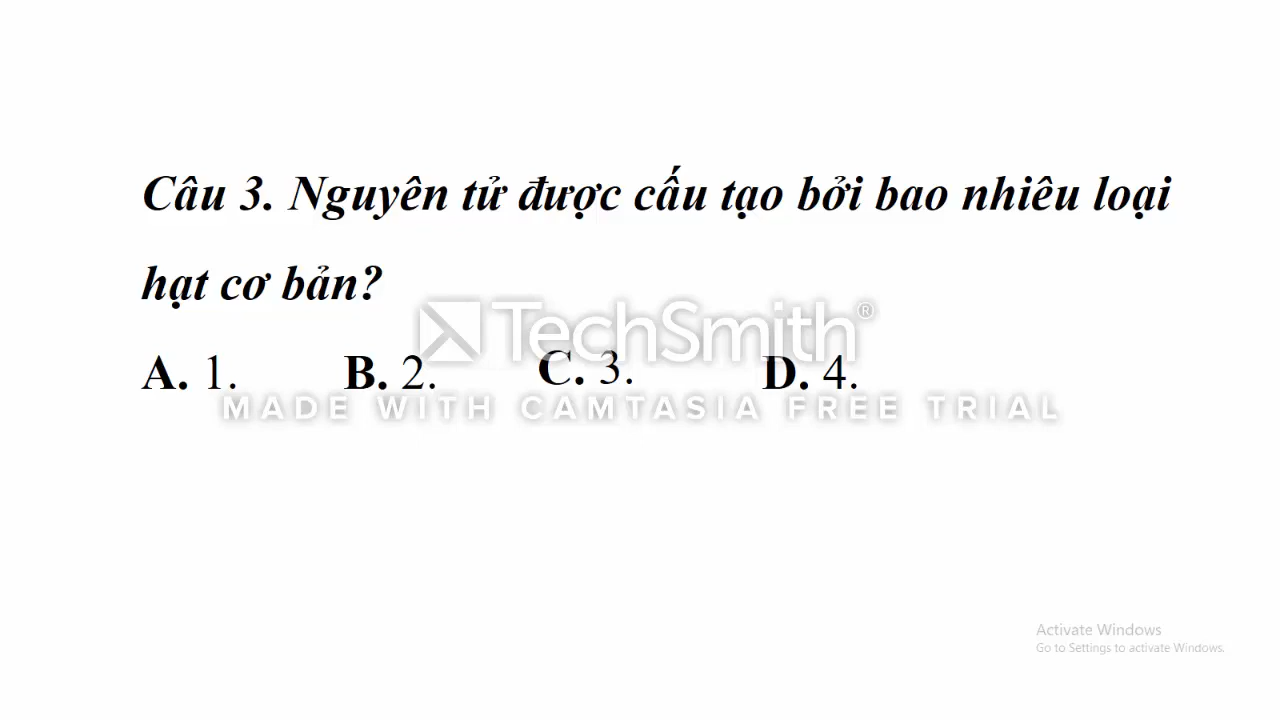 Câu 3. Nguyên tử được cấu tạo bởi bao nhiêu loại
hạt cơ bản?
TechSmith®
A. 1. B. 2. C. 3. D. 4.
MADE WITH CAMTASIA FREE TRIAL
Activate Windows
Go to Settings to activate Windows.